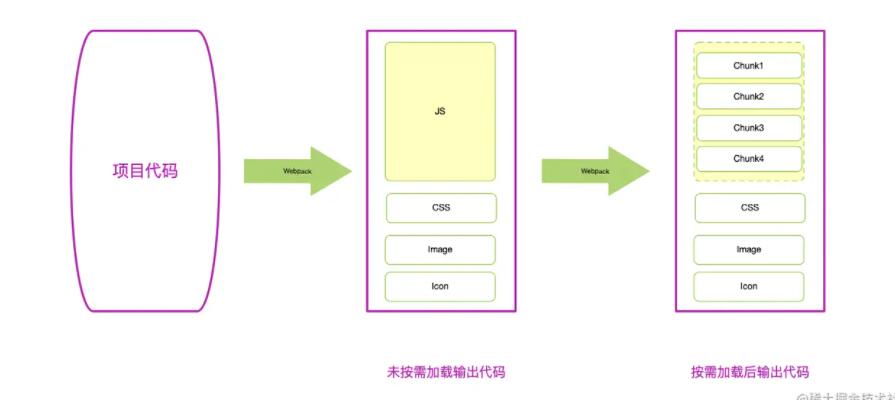 项目代码
Webpack
JS
CSS
Image
Icon
未按需加载输出代码
Webpack
Chunk1
Chunk2
Chunk3
Chunk4
CSS
Image
Icon
按需加载后输出代码
@稀土掘金技术社